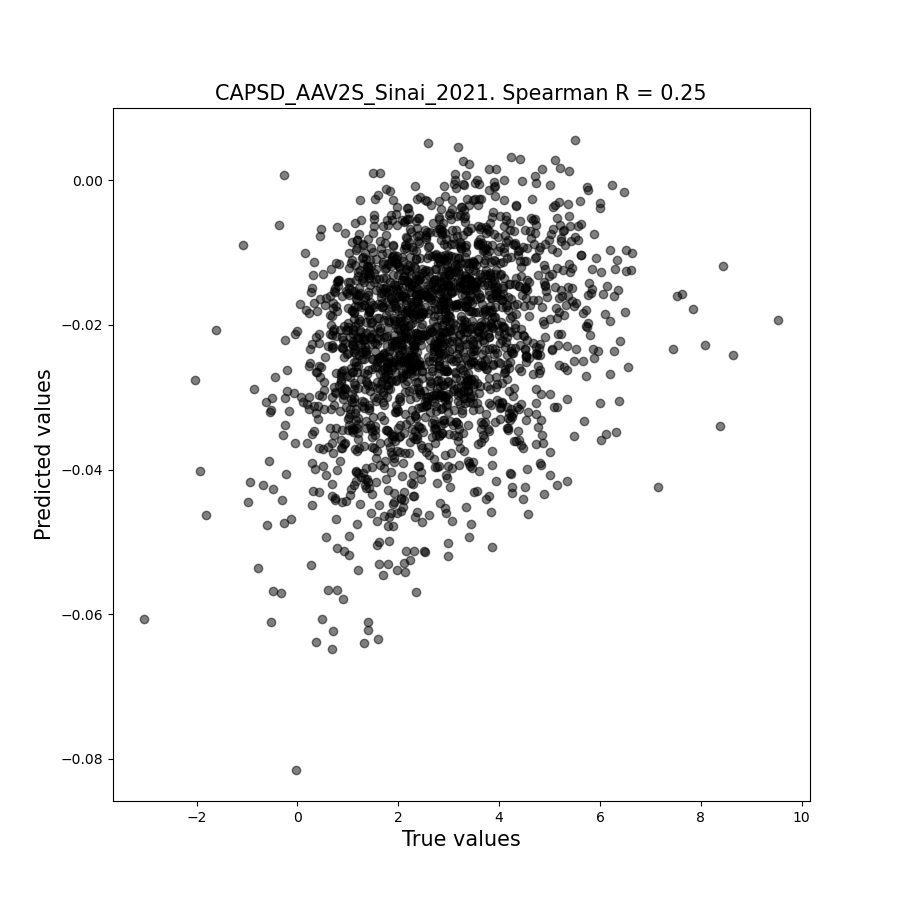 CAPSD_AAV2S_Sinai_2021. Spearman R = 0.25
Predicted values
0.00
−0.02
−0.04
−0.06
−0.08
−2 0 2 4 6 8 10
True values